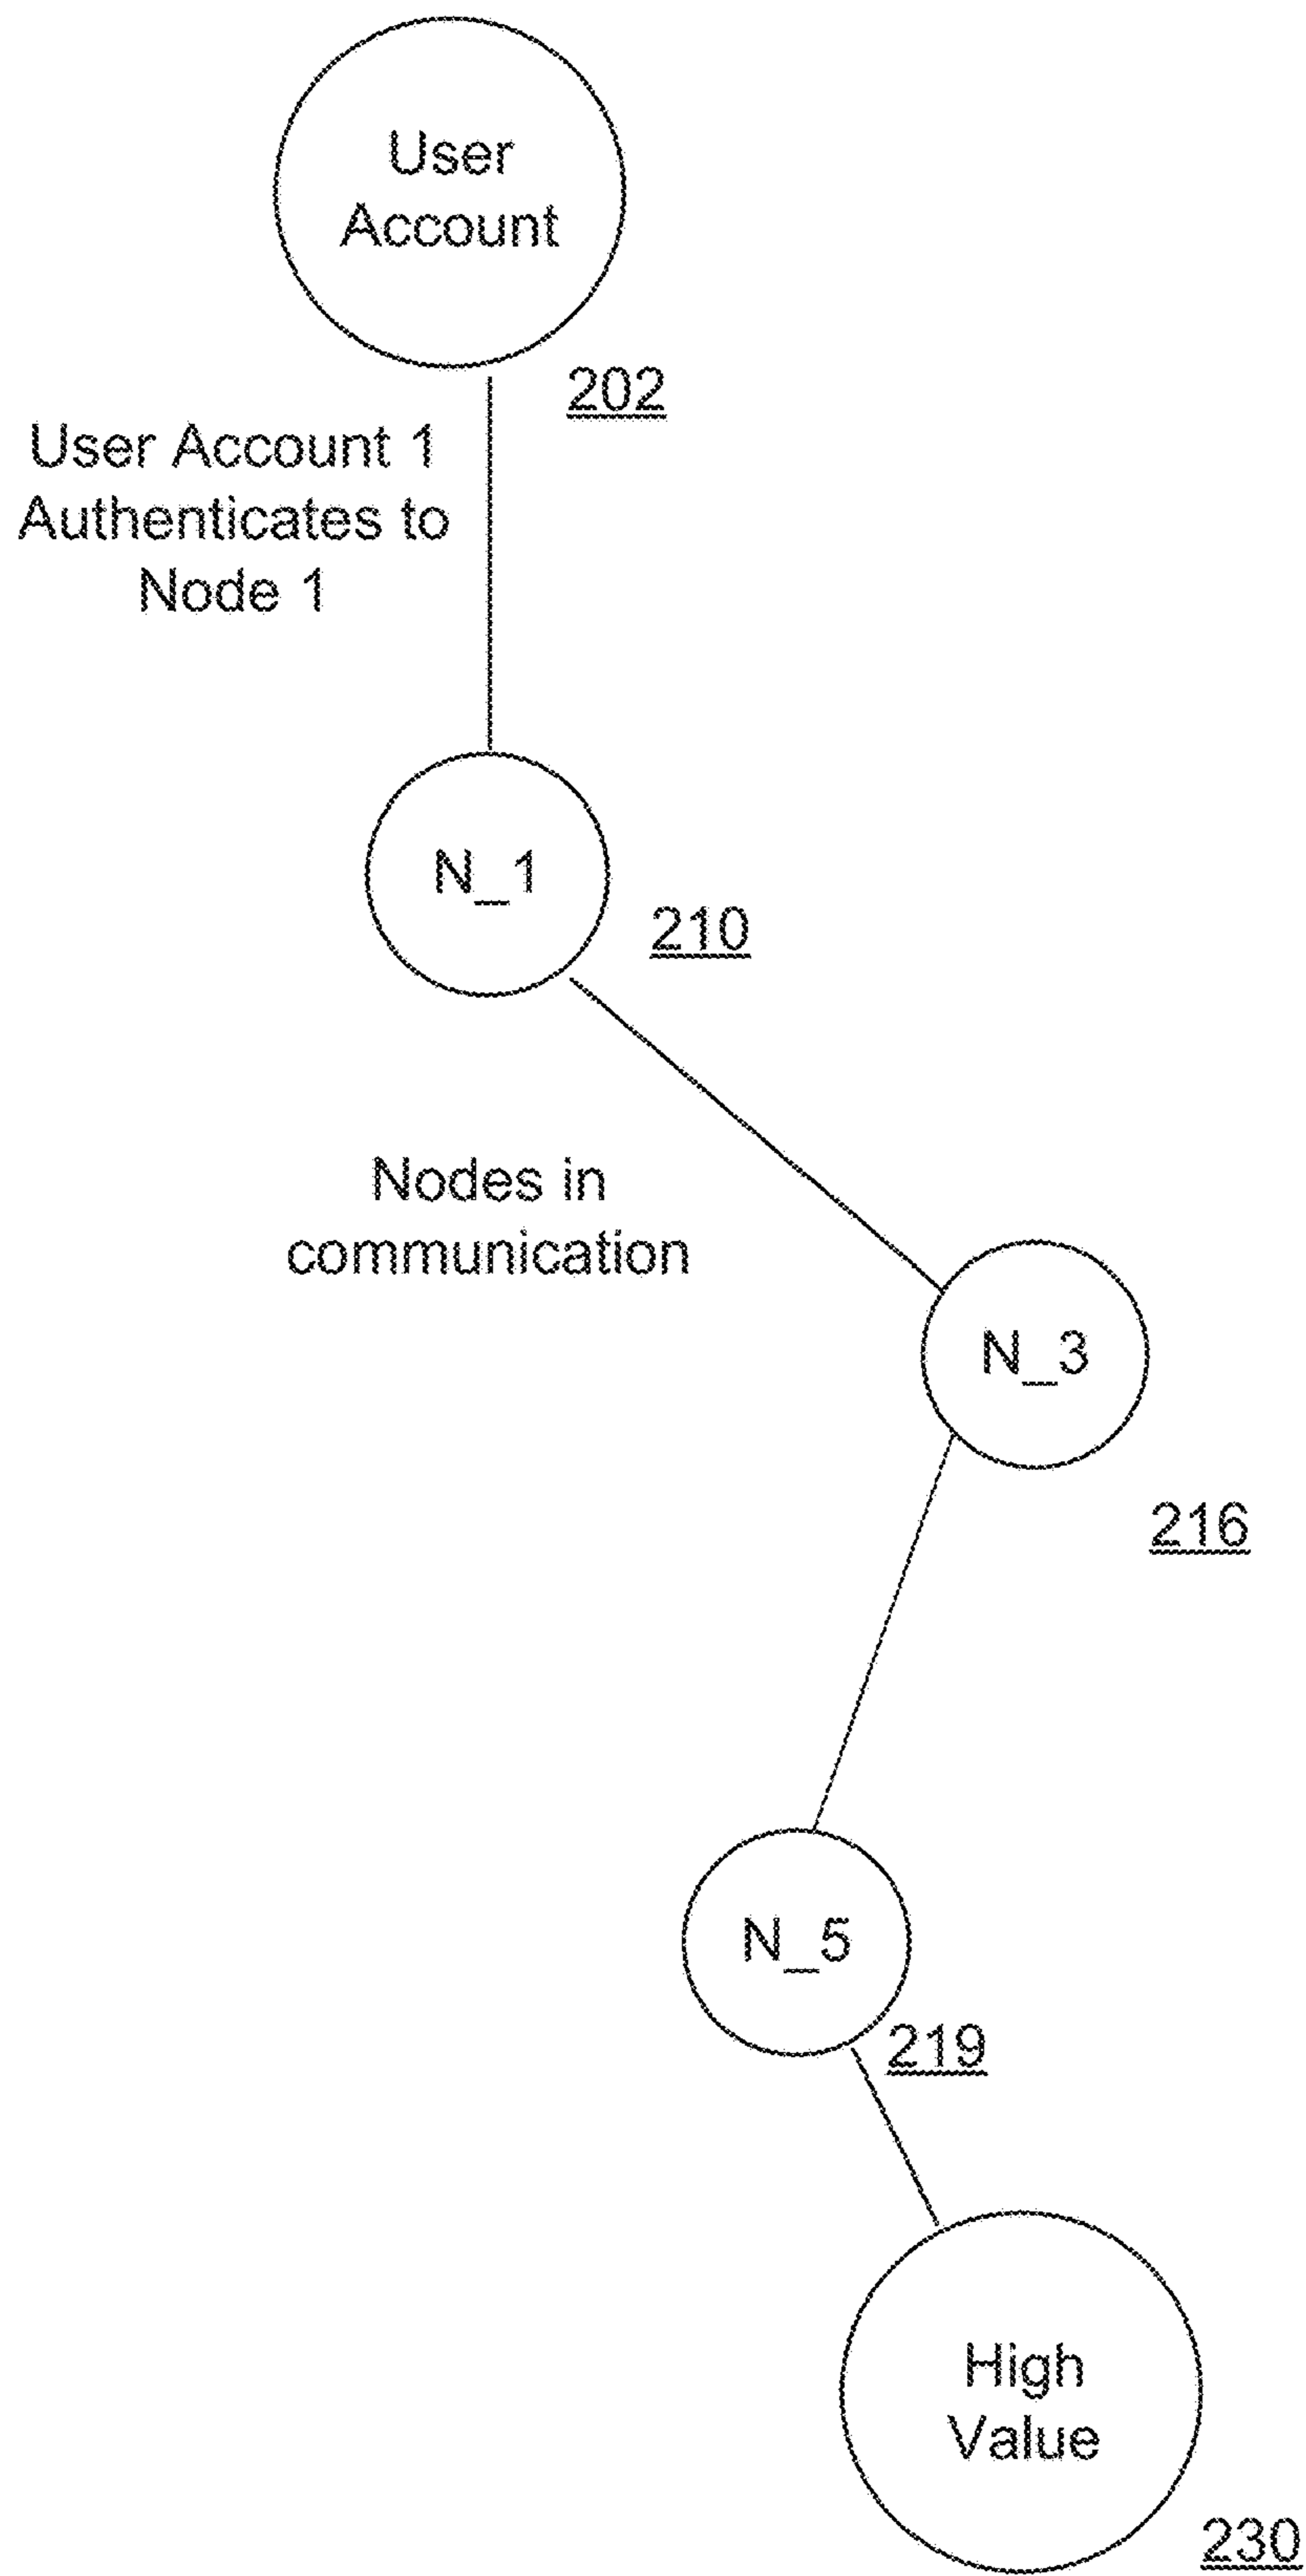 User
Account
202
User Account 1
Authenticates to
Node 1
N_1
210
Nodes in
communication
N_3
216
N_5
219
High
Value
230